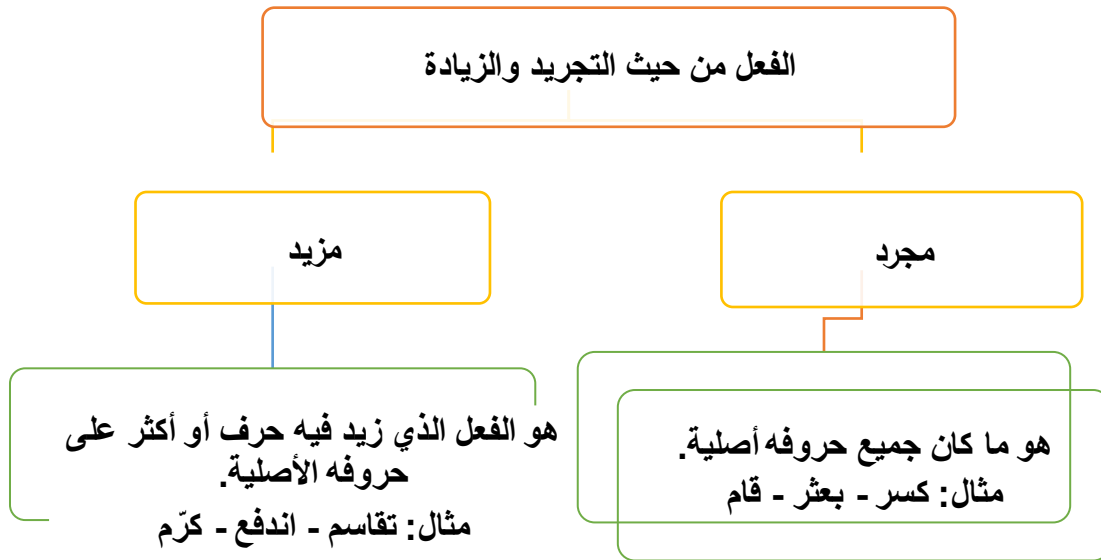 الفعل من حيث التجريد والزيادة
مجرد
مزيد
هو ما كان جميع حروفه أصلية.
مثال: كسر - بعثر - قام
هو الفعل الذي زيد فيه حرف أو أكثر على
حروفه الأصلية.
مثال: تقاسم - اندفع - كرّم